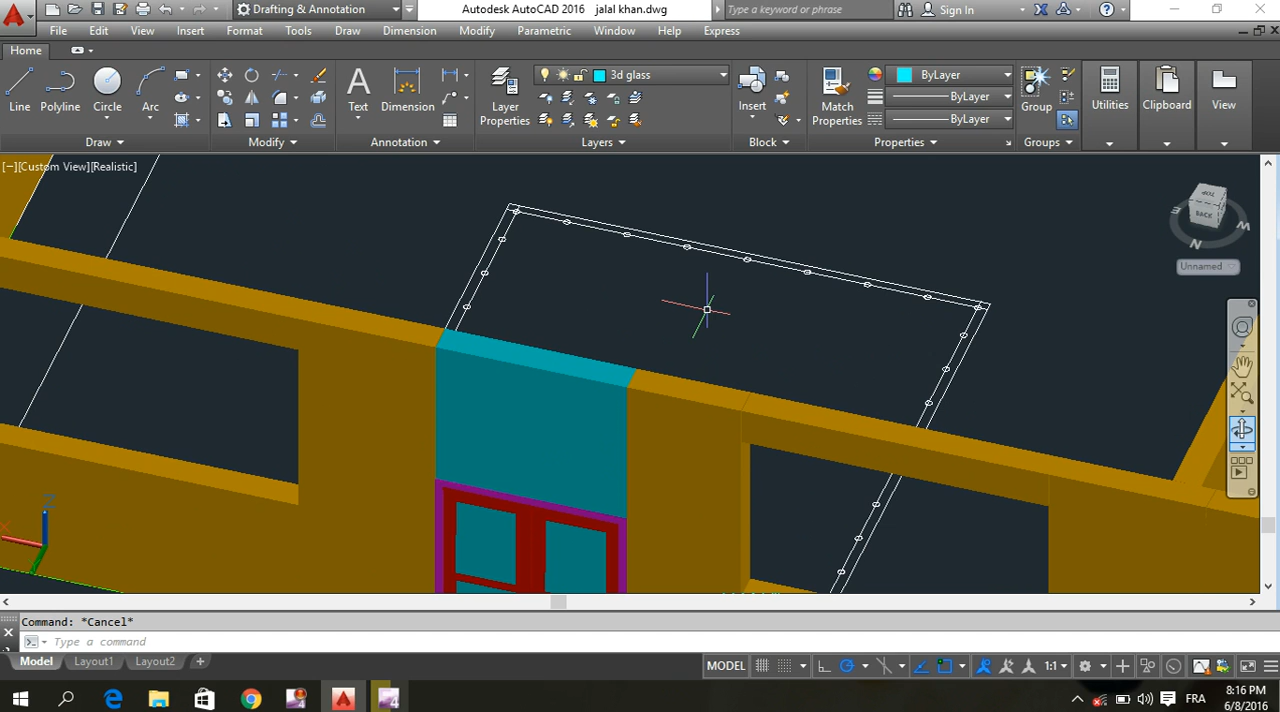 Drafting & Annotation
Autodesk AutoCAD 2016 jalal khan.dwg
Type a keyword or phrase
Sign In
File Edit View Insert Format Tools Draw Dimension Modify Parametric Window Help Express
Home
Line Polyline Circle Arc
Text Dimension
Layer Properties
3d glass
Insert
Match Properties
ByLayer
ByLayer
ByLayer
Group
Utilities
Clipboard
View
Draw Modify Annotation Layers Block Properties Groups
[−][Custom View][Realistic]
TOP
BACK
E
W
N
Unnamed
X
Command: *Cancel*
Type a command
Model Layout1 Layout2 +
MODEL
1:1
FRA
8:16 PM
6/8/2016